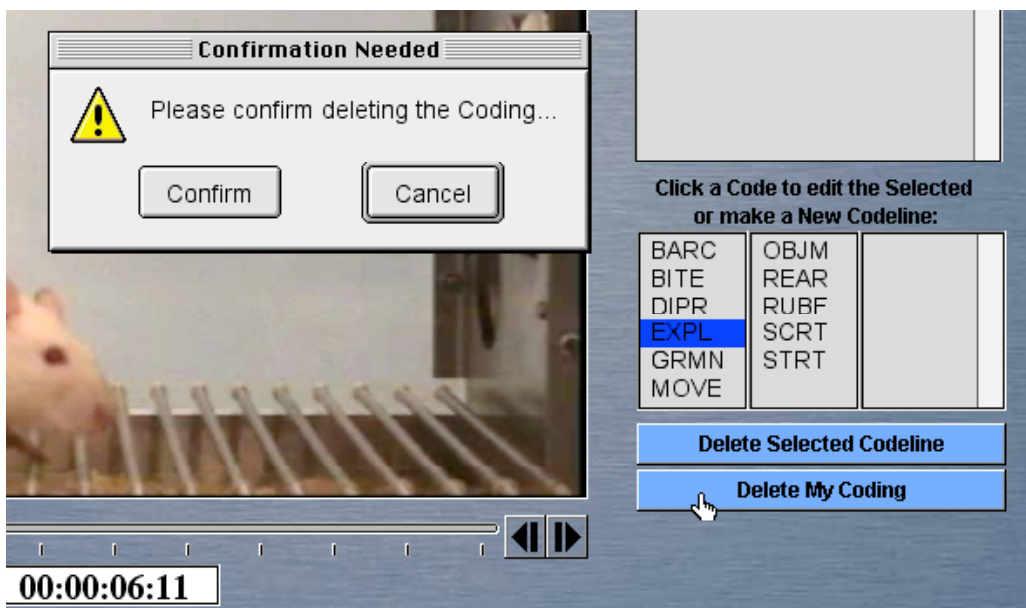 Confirmation Needed
Please confirm deleting the Coding...
Confirm
Cancel
Click a Code to edit the Selected
or make a New Codeline:
BARC
BITE
DIPR
EXPL
GRMN
MOVE
OBJM
REAR
RUBF
SCRT
STRT
Delete Selected Codeline
Delete My Coding
00:00:06:11